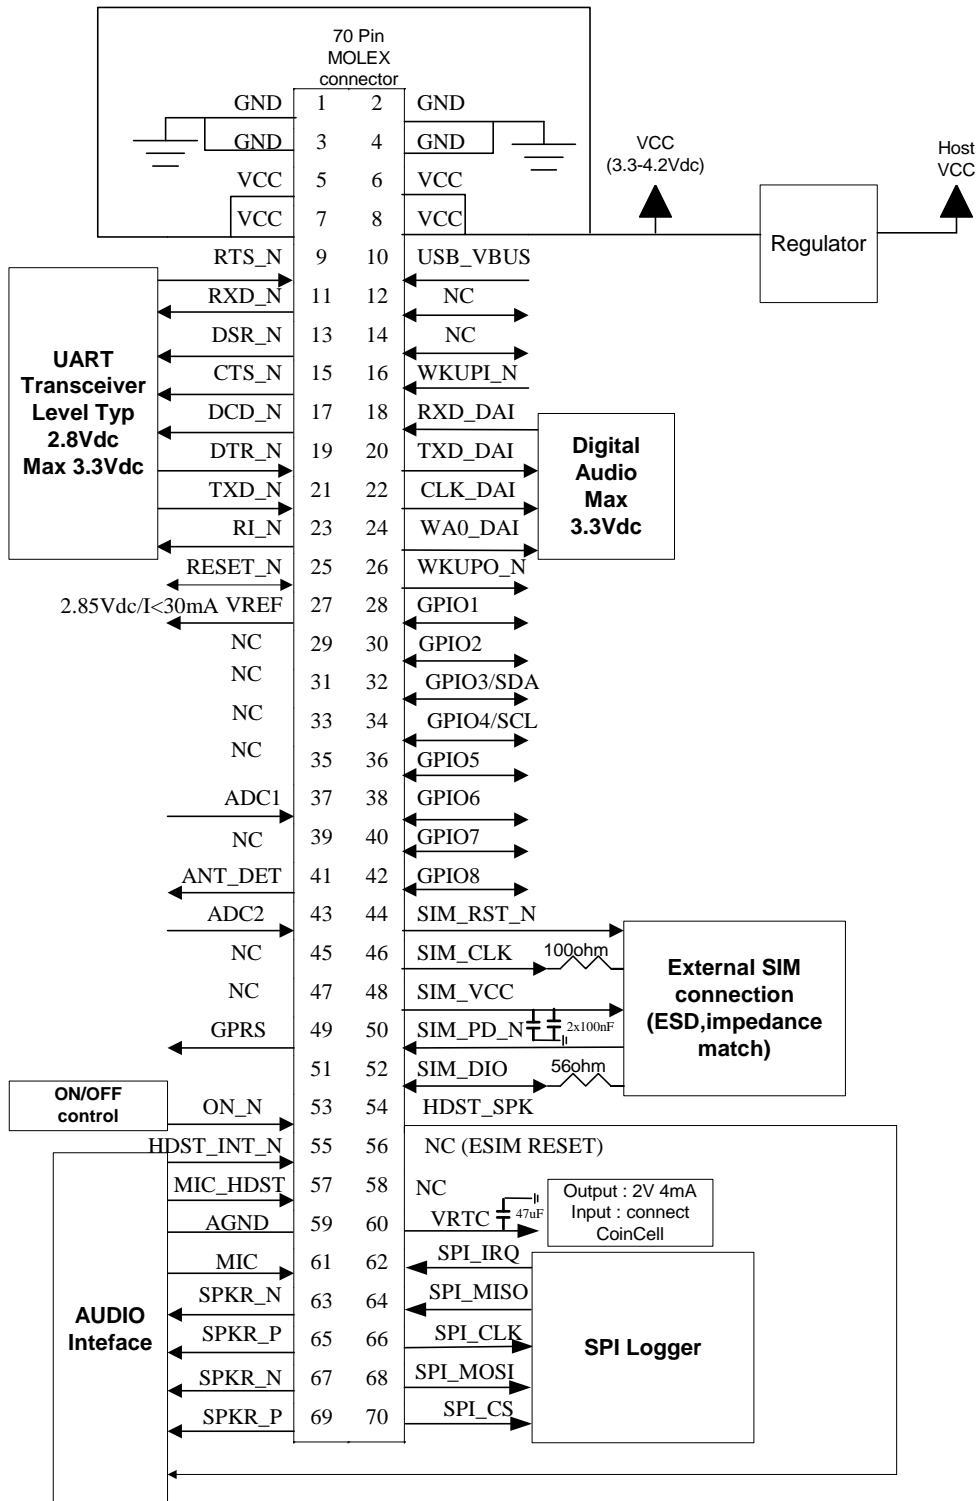 70 Pin
MOLEX
connector
GND 1 2 GND
GND 3 4 GND
VCC
(3.3-4.2Vdc)
Host
VCC
VCC 5 6 VCC
VCC 7 8 VCC
Regulator
RTS_N 9 10 USB_VBUS
RXD_N 11 12 NC
DSR_N 13 14 NC
CTS_N 15 16 WKUPI_N
DCD_N 17 18 RXD_DAI
DTR_N 19 20 TXD_DAI
TXD_N 21 22 CLK_DAI
RI_N 23 24 WA0_DAI
UART
Transceiver
Level Typ
2.8Vdc
Max 3.3Vdc
Digital
Audio
Max
3.3Vdc
RESET_N 25 26 WKUPO_N
2.85Vdc/I<30mA VREF 27 28 GPIO1
NC 29 30 GPIO2
NC 31 32 GPIO3/SDA
NC 33 34 GPIO4/SCL
NC 35 36 GPIO5
ADC1 37 38 GPIO6
NC 39 40 GPIO7
ANT_DET 41 42 GPIO8
ADC2 43 44 SIM_RST_N
NC 45 46 SIM_CLK 100ohm
NC 47 48 SIM_VCC
2x100nF
GPRS 49 50 SIM_PD_N
51 52 SIM_DIO 56ohm
External SIM
connection
(ESD,impedance
match)
ON/OFF
control
ON_N 53 54 HDST_SPK
HDST_INT_N 55 56 NC (ESIM RESET)
MIC_HDST 57 58 NC
AGND 59 60 VRTC 47uF
Output : 2V 4mA
Input : connect
CoinCell
MIC 61 62 SPI_IRQ
SPKR_N 63 64 SPI_MISO
SPKR_P 65 66 SPI_CLK
SPKR_N 67 68 SPI_MOSI
SPKR_P 69 70 SPI_CS
AUDIO
Inteface
SPI Logger